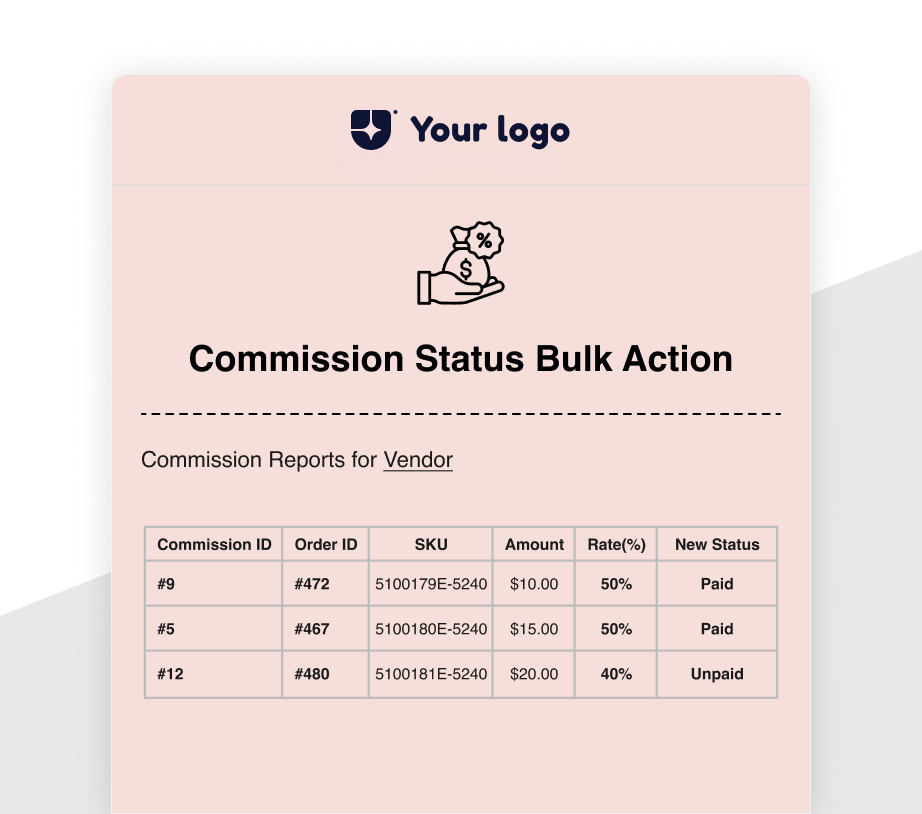 Your logo
%
$
Commission Status Bulk Action
Commission Reports for Vendor
Commission ID Order ID SKU Amount Rate(%) New Status
#9 #472 5100179E-5240 $10.00 50% Paid
#5 #467 5100180E-5240 $15.00 50% Paid
#12 #480 5100181E-5240 $20.00 40% Unpaid